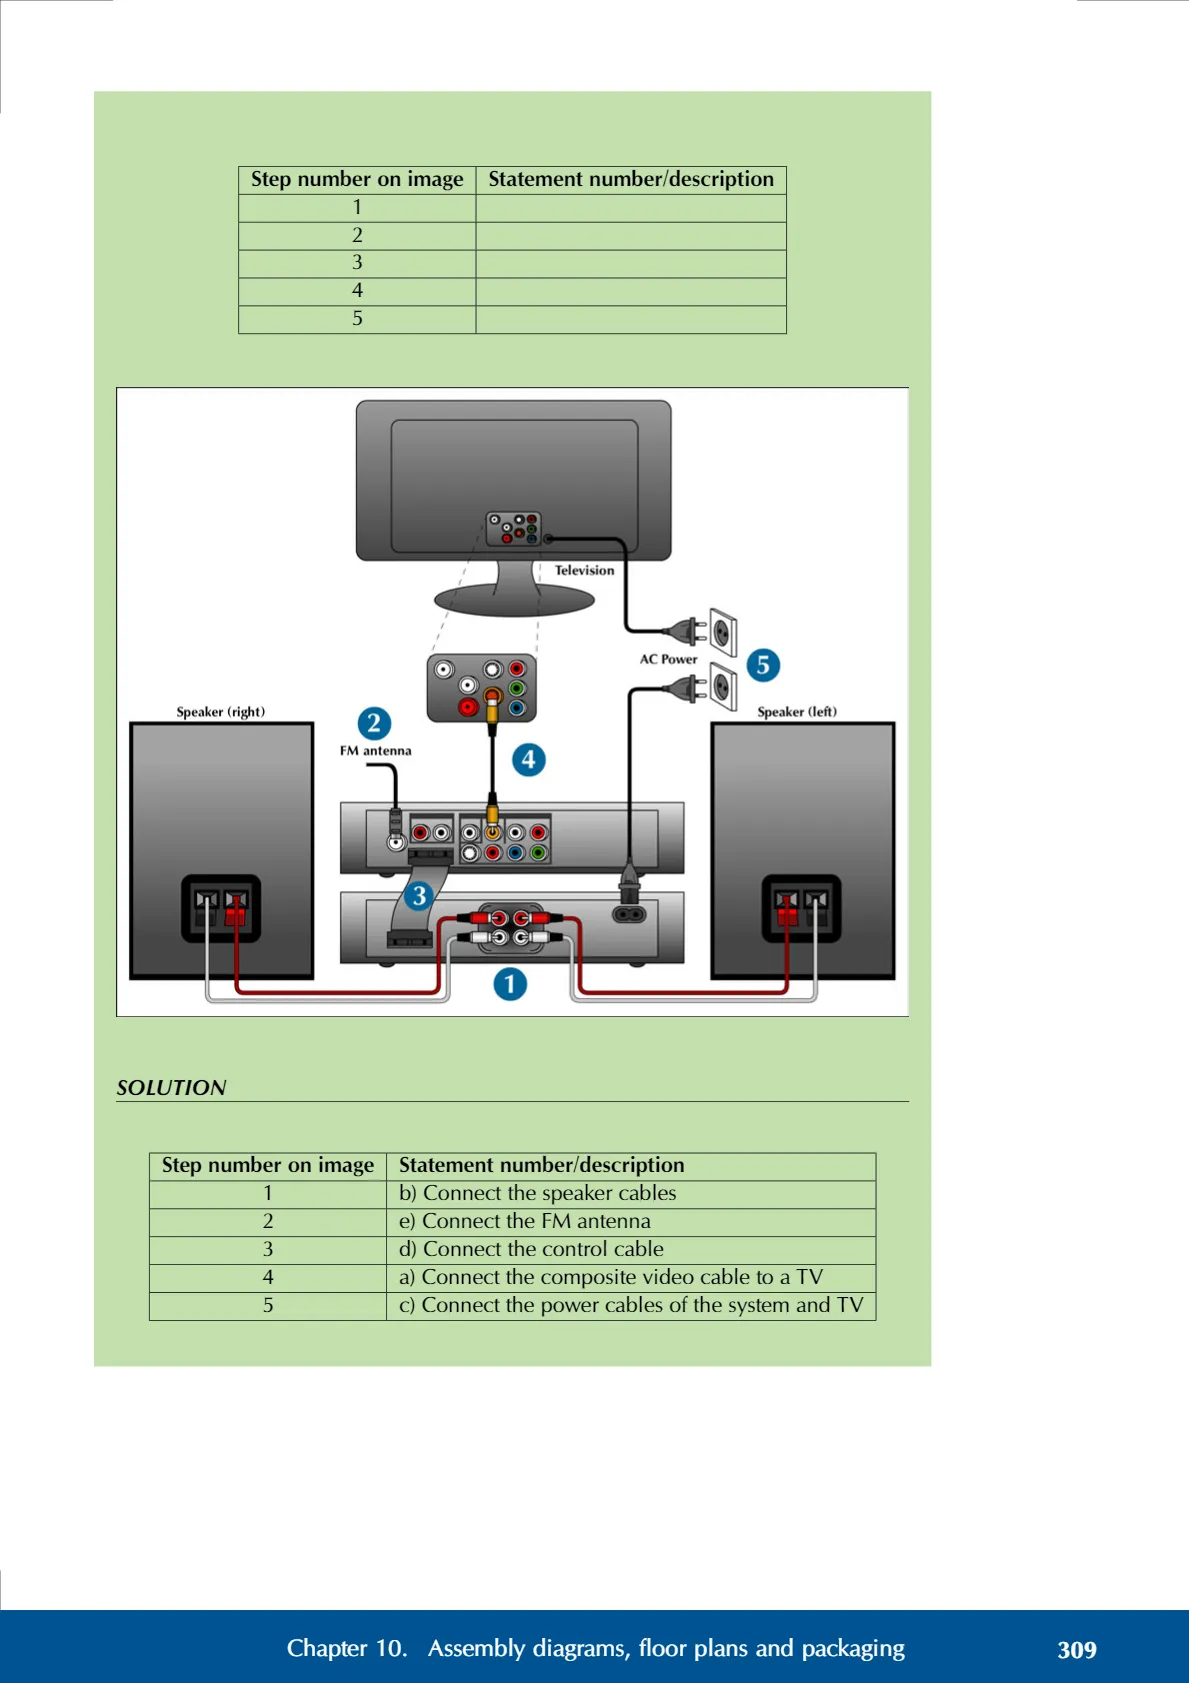 Step number on image Statement number/description
1
2
3
4
5
Television
AC Power
5
Speaker (right)
2
FM antenna
4
Speaker (left)
3
1
SOLUTION
Step number on image Statement number/description
1 b) Connect the speaker cables
2 e) Connect the FM antenna
3 d) Connect the control cable
4 a) Connect the composite video cable to a TV
5 c) Connect the power cables of the system and TV
Chapter 10. Assembly diagrams, floor plans and packaging 309